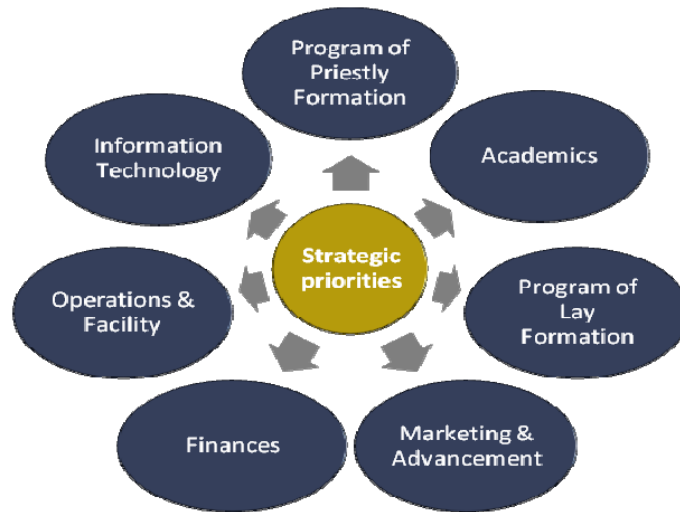 Program of
Priestly
Formation
Information
Technology
Academics
Strategic
priorities
Operations &
Facility
Program of
Lay
Formation
Finances
Marketing &
Advancement